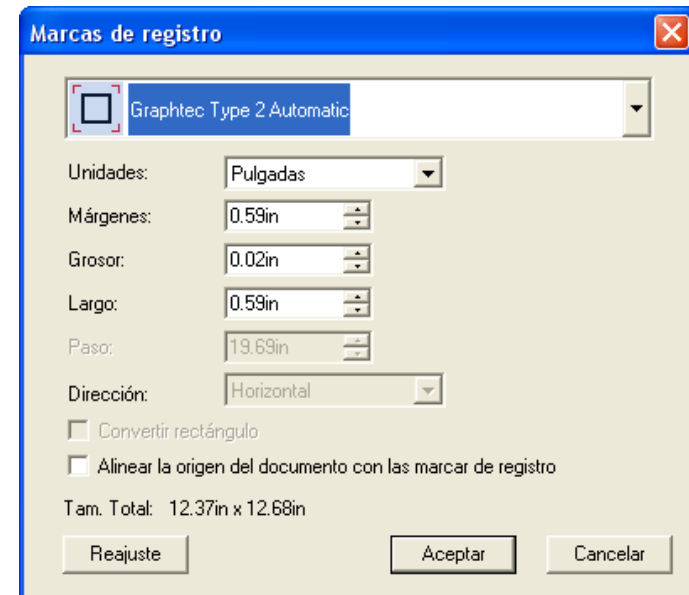 Marcas de registro
Graphtec Type 2 Automatic
Unidades: Pulgadas
Márgenes: 0.59in
Grosor: 0.02in
Largo: 0.59in
Paso: 19.69in
Dirección: Horizontal
Convertir rectángulo
Alinear la origen del documento con las marcar de registro
Tam. Total: 12.37in x 12.68in
Reajuste Aceptar Cancelar